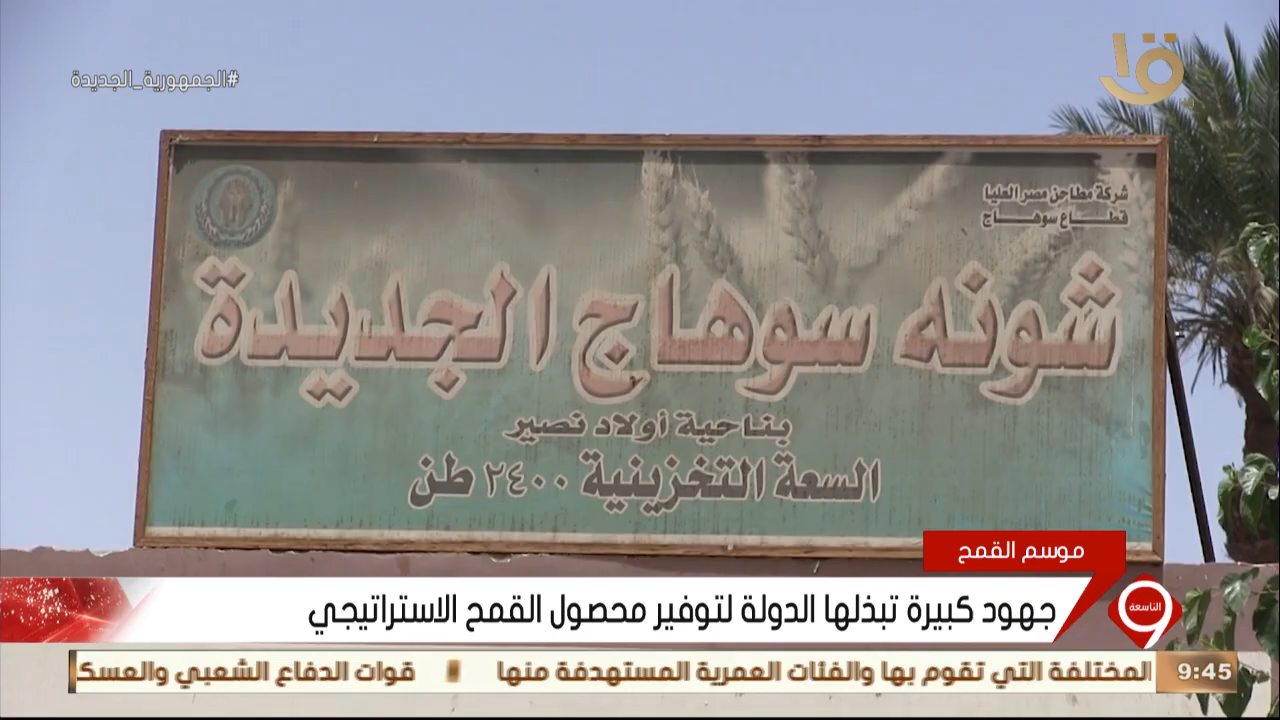 #الجمهورية_الجديدة
شركة مطاحن مصر العليا
قطاع سوهاج
شونه سوهاج الجديدة
بناحية أولاد نصير
السعة التخزينية ٢٤٠٠ طن
موسم القمح
التاسعة
جهود كبيرة تبذلها الدولة لتوفير محصول القمح الاستراتيجي
9:45
المختلفة التي تقوم بها والفئات العمرية المستهدفة منها
قوات الدفاع الشعبي والعسك